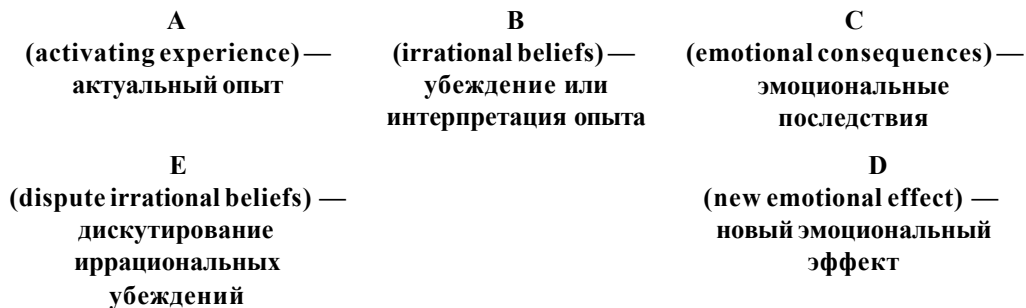 A
(activating experience) —
актуальный опыт
B
(irrational beliefs) —
убеждение или
интерпретация опыта
C
(emotional consequences) —
эмоциональные
последствия
E
(dispute irrational beliefs) —
дискутирование
иррациональных
убеждений
D
(new emotional effect) —
новый эмоциональный
эффект